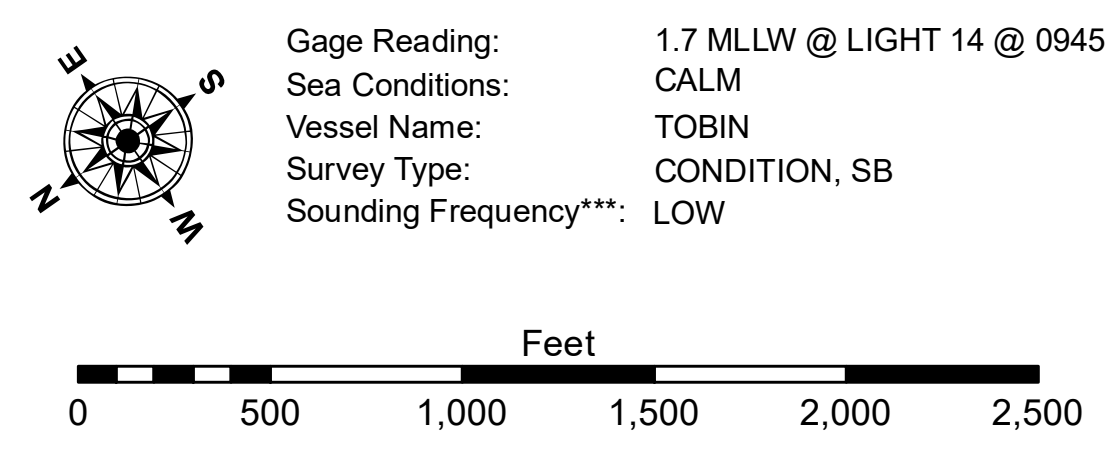 E
S
N
W
Gage Reading: 1.7 MLLW @ LIGHT 14 @ 0945
Sea Conditions: CALM
Vessel Name: TOBIN
Survey Type: CONDITION, SB
Sounding Frequency***: LOW
Feet
0 500 1,000 1,500 2,000 2,500